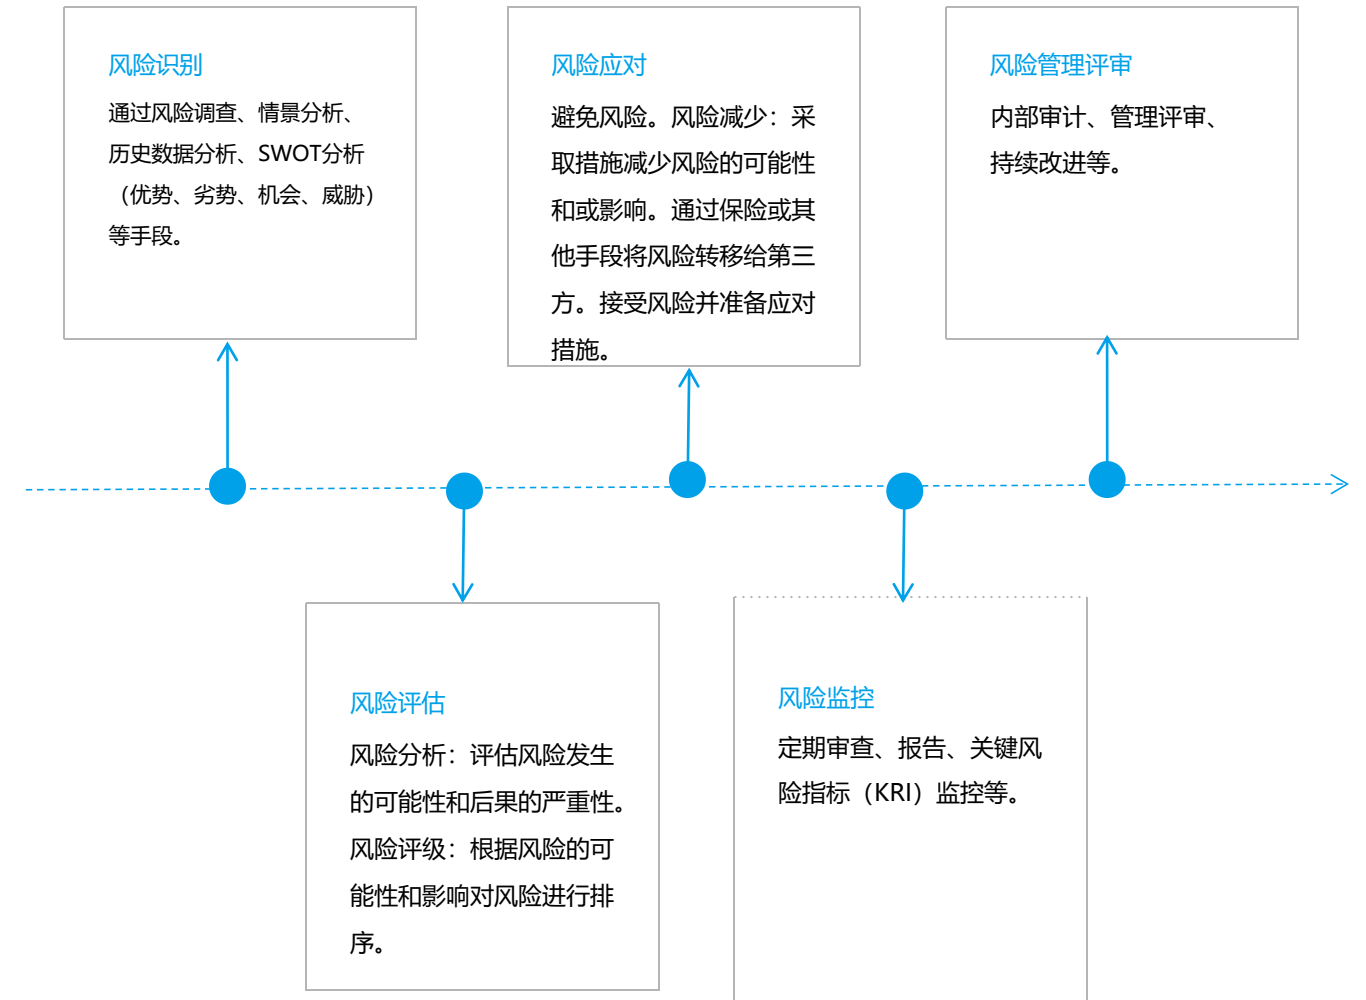 风险识别
通过风险调查、情景分析、
历史数据分析、SWOT分析
（优势、劣势、机会、威胁）
等手段。
风险应对
避免风险。风险减少：采
取措施减少风险的可能性
和或影响。通过保险或其
他手段将风险转移给第三
方。接受风险并准备应对
措施。
风险管理评审
内部审计、管理评审、
持续改进等。
风险评估
风险分析：评估风险发生
的可能性和后果的严重性。
风险评级：根据风险的可
能性和影响对风险进行排
序。
风险监控
定期审查、报告、关键风
险指标（KRI）监控等。